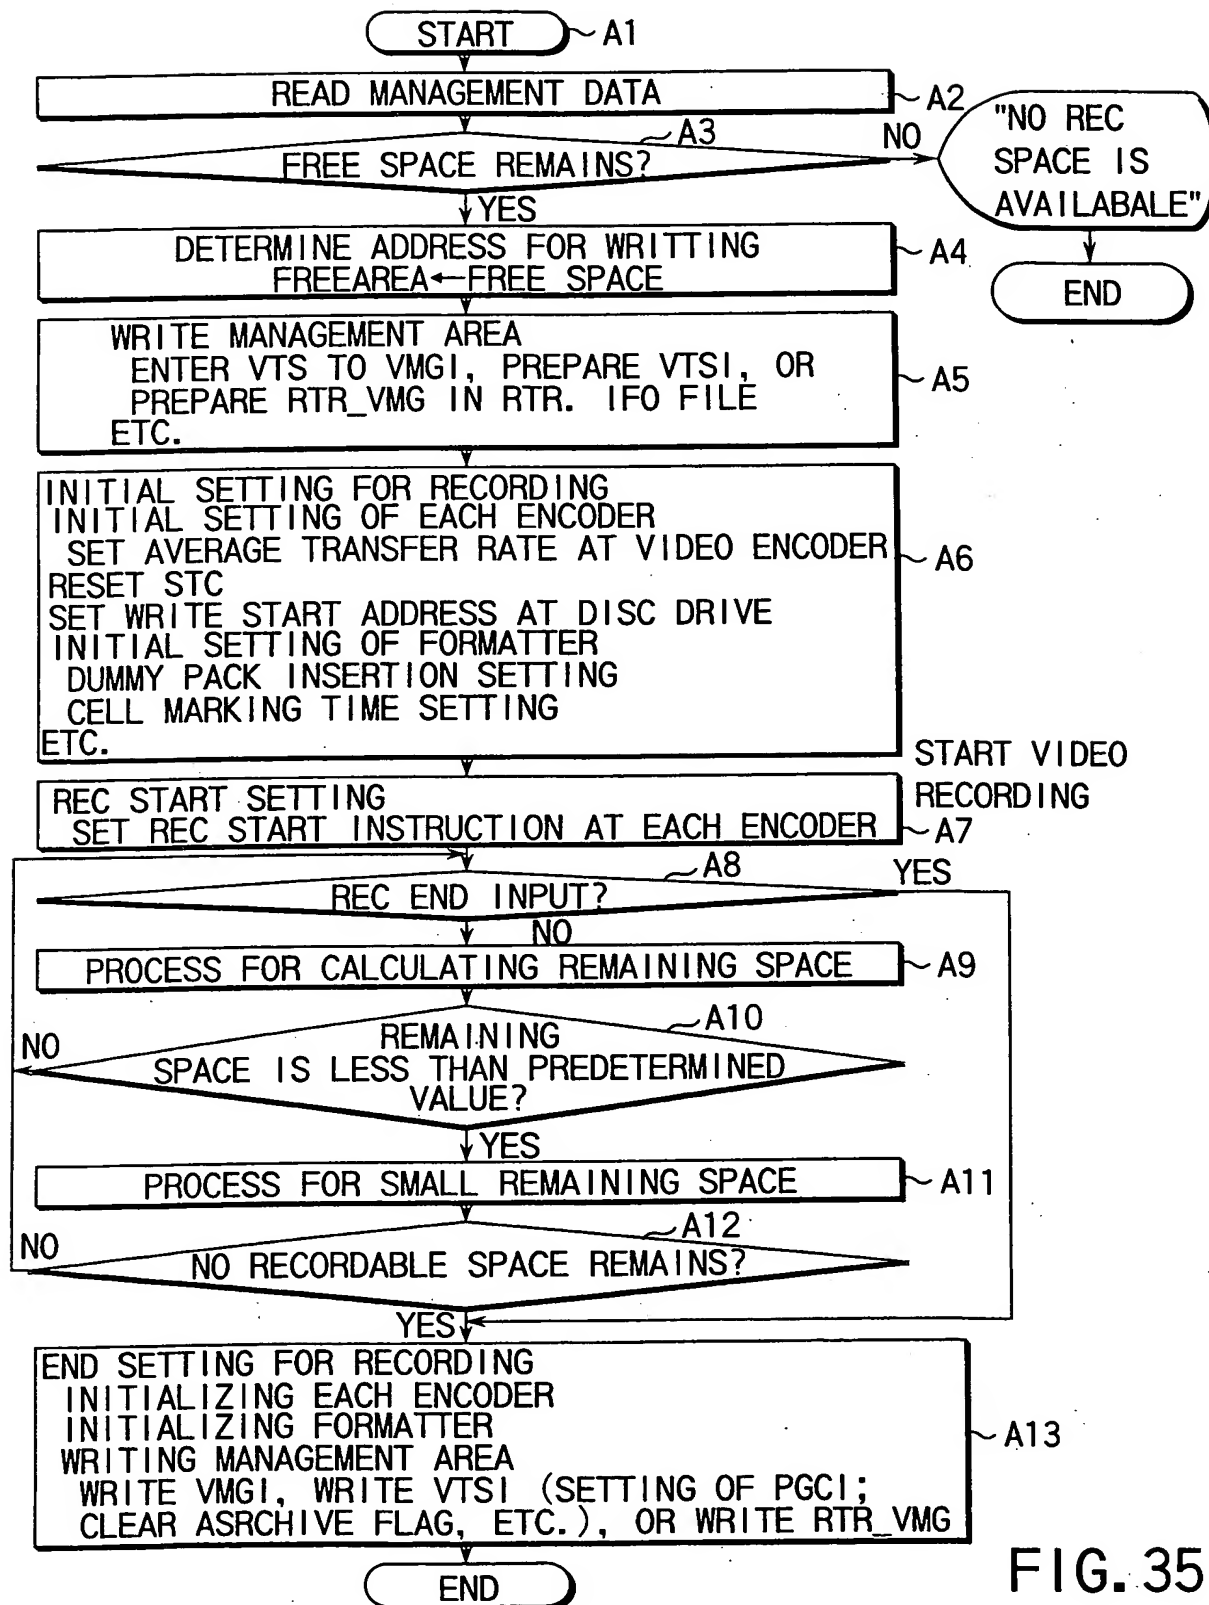 START A1
READ MANAGEMENT DATA A2
A3
FREE SPACE REMAINS?
NO
"NO REC
SPACE IS
AVAILABALE"
END
YES
DETERMINE ADDRESS FOR WRITTING
FREEAREA←FREE SPACE
A4
WRITE MANAGEMENT AREA
ENTER VTS TO VMGI, PREPARE VTSI, OR
PREPARE RTR_VMG IN RTR. IFO FILE
ETC.
A5
INITIAL SETTING FOR RECORDING
INITIAL SETTING OF EACH ENCODER
SET AVERAGE TRANSFER RATE AT VIDEO ENCODER
RESET STC
SET WRITE START ADDRESS AT DISC DRIVE
INITIAL SETTING OF FORMATTER
DUMMY PACK INSERTION SETTING
CELL MARKING TIME SETTING
ETC.
A6
START VIDEO
RECORDING
REC START SETTING
SET REC START INSTRUCTION AT EACH ENCODER
A7
A8
YES
REC END INPUT?
NO
PROCESS FOR CALCULATING REMAINING SPACE A9
A10
NO
REMAINING
SPACE IS LESS THAN PREDETERMINED
VALUE?
YES
PROCESS FOR SMALL REMAINING SPACE A11
A12
NO
NO RECORDABLE SPACE REMAINS?
YES
END SETTING FOR RECORDING
INITIALIZING EACH ENCODER
INITIALIZING FORMATTER
WRITING MANAGEMENT AREA
WRITE VMGI, WRITE VTSI (SETTING OF PGCI;
CLEAR ASRCHIVE FLAG, ETC.), OR WRITE RTR_VMG
A13
END
FIG. 35